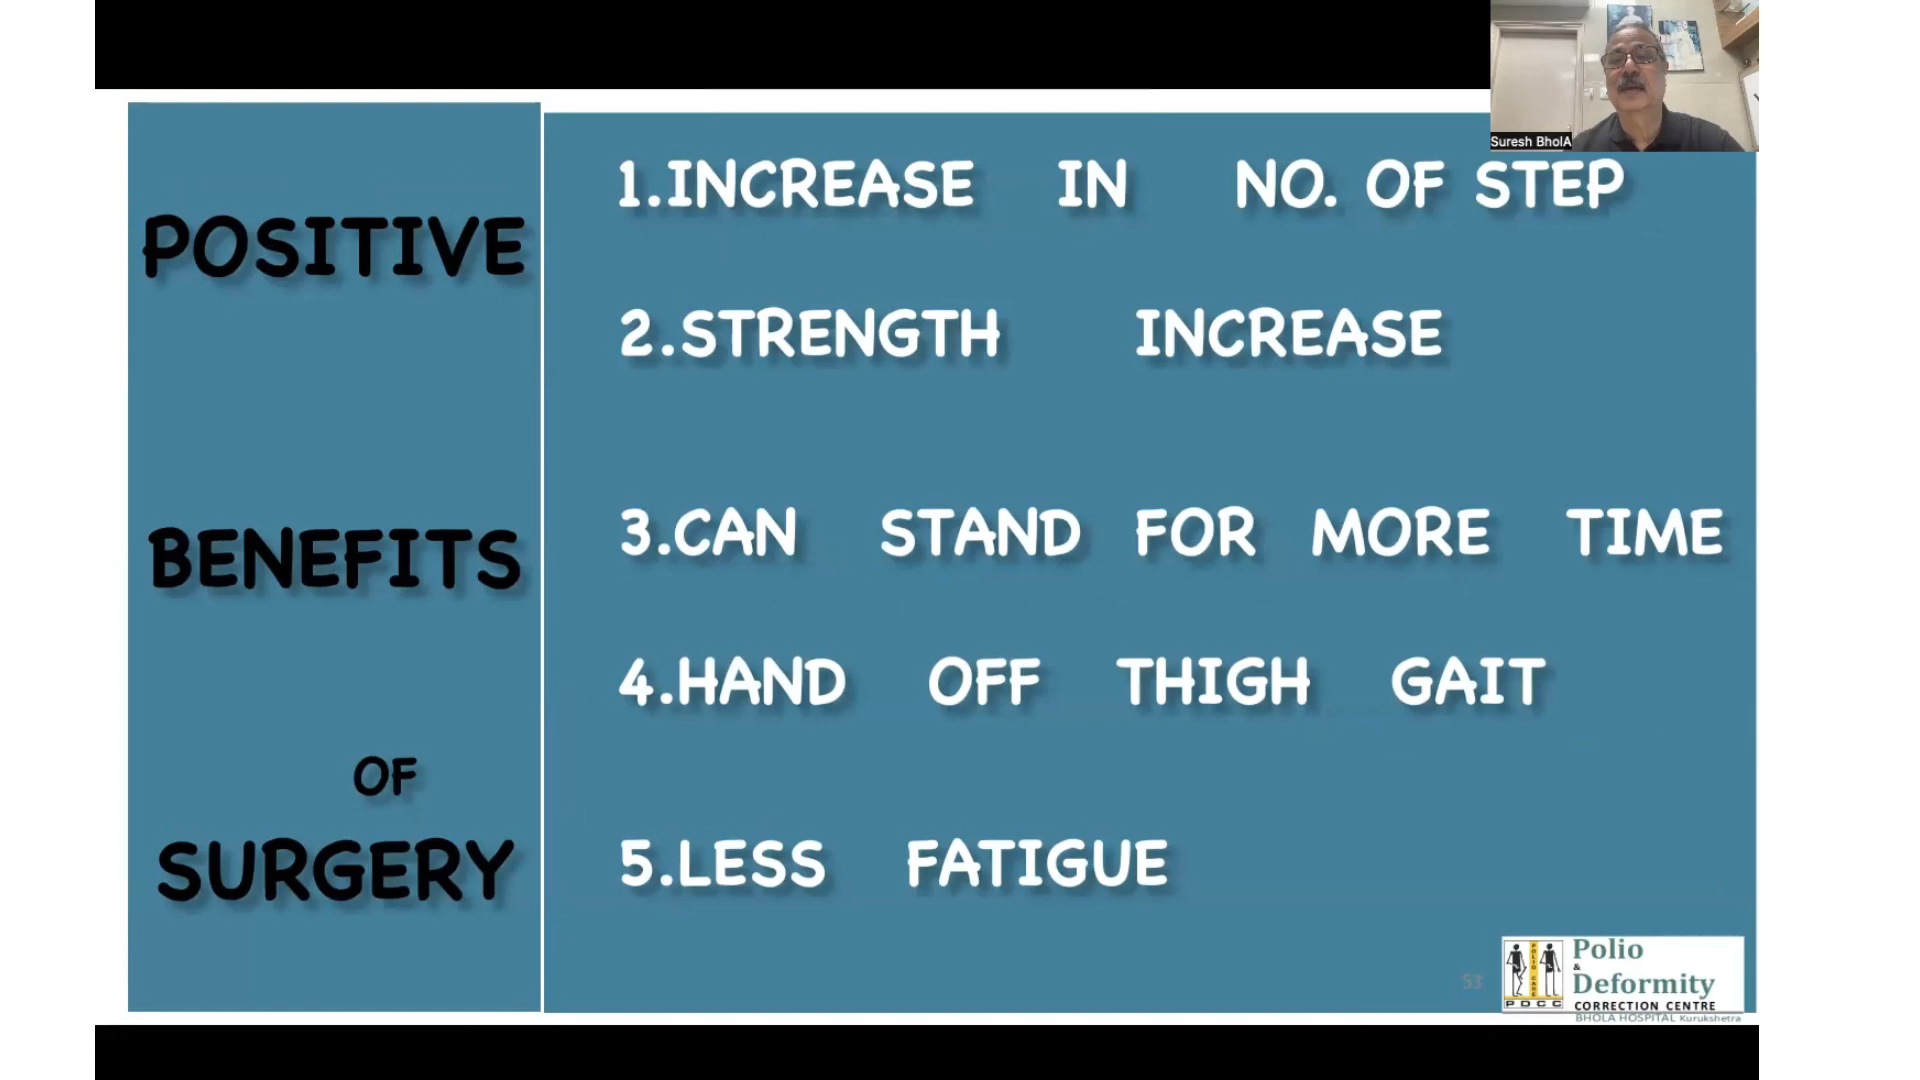 Suresh BholA
POSITIVE
BENEFITS
OF
SURGERY
1.INCREASE IN NO. OF STEP
2.STRENGTH INCREASE
3.CAN STAND FOR MORE TIME
4.HAND OFF THIGH GAIT
5.LESS FATIGUE
53
POLIO CARE
PDCC
Polio
&
Deformity
CORRECTION CENTRE
BHOLA HOSPITAL Kurukshetra